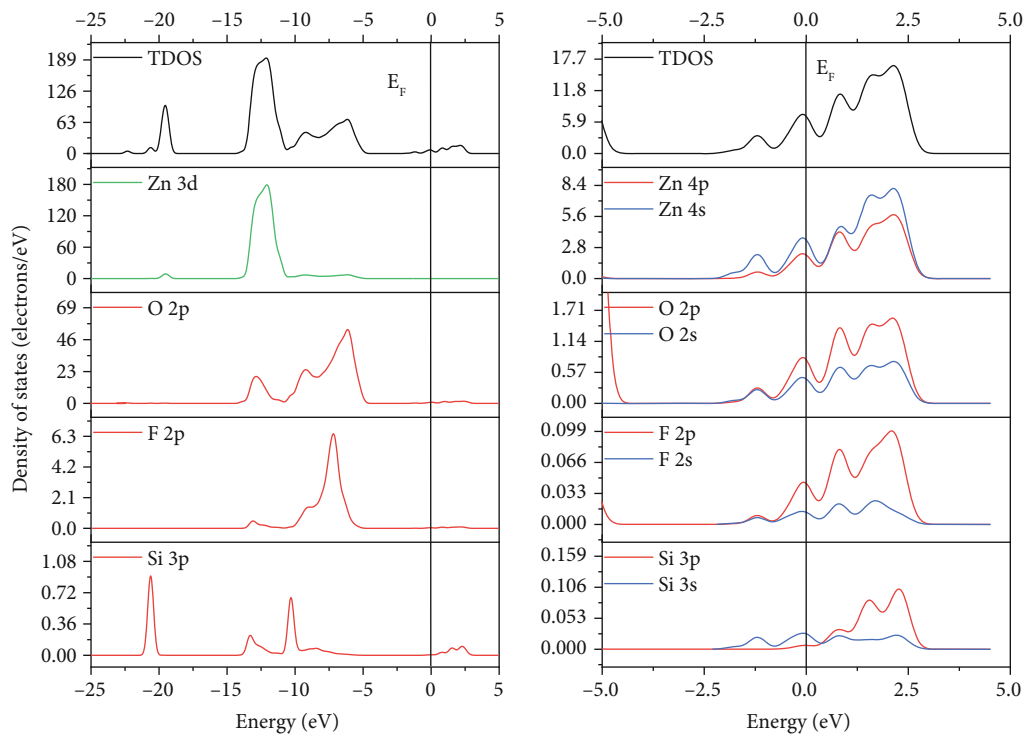 −25 −20 −15 −10 −5 0 5
189
126
63
0
TDOS
E_F
180
120
60
0
Zn 3d
69
46
23
0
O 2p
6.3
4.2
2.1
0.0
F 2p
1.08
0.72
0.36
0.00
Si 3p
−25 −20 −15 −10 −5 0 5
Energy (eV)
Density of states (electrons/eV)
−5.0 −2.5 0.0 2.5 5.0
17.7
11.8
5.9
0.0
TDOS
E_F
8.4
5.6
2.8
0.0
Zn 4p
Zn 4s
1.71
1.14
0.57
0.00
O 2p
O 2s
0.099
0.066
0.033
0.000
F 2p
F 2s
0.159
0.106
0.053
0.000
Si 3p
Si 3s
−5.0 −2.5 0.0 2.5 5.0
Energy (eV)